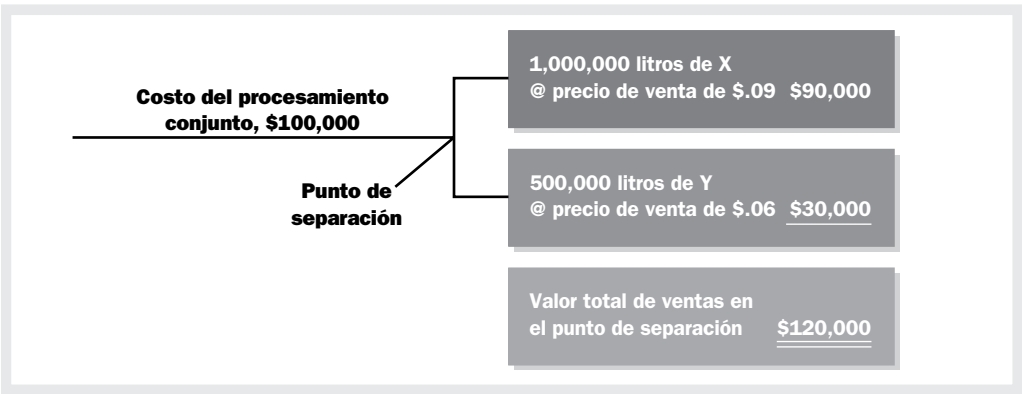 Costo del procesamiento
conjunto, $100,000
Punto de
separación
1,000,000 litros de X
@ precio de venta de $.09 $90,000
500,000 litros de Y
@ precio de venta de $.06 $30,000
Valor total de ventas en
el punto de separación $120,000